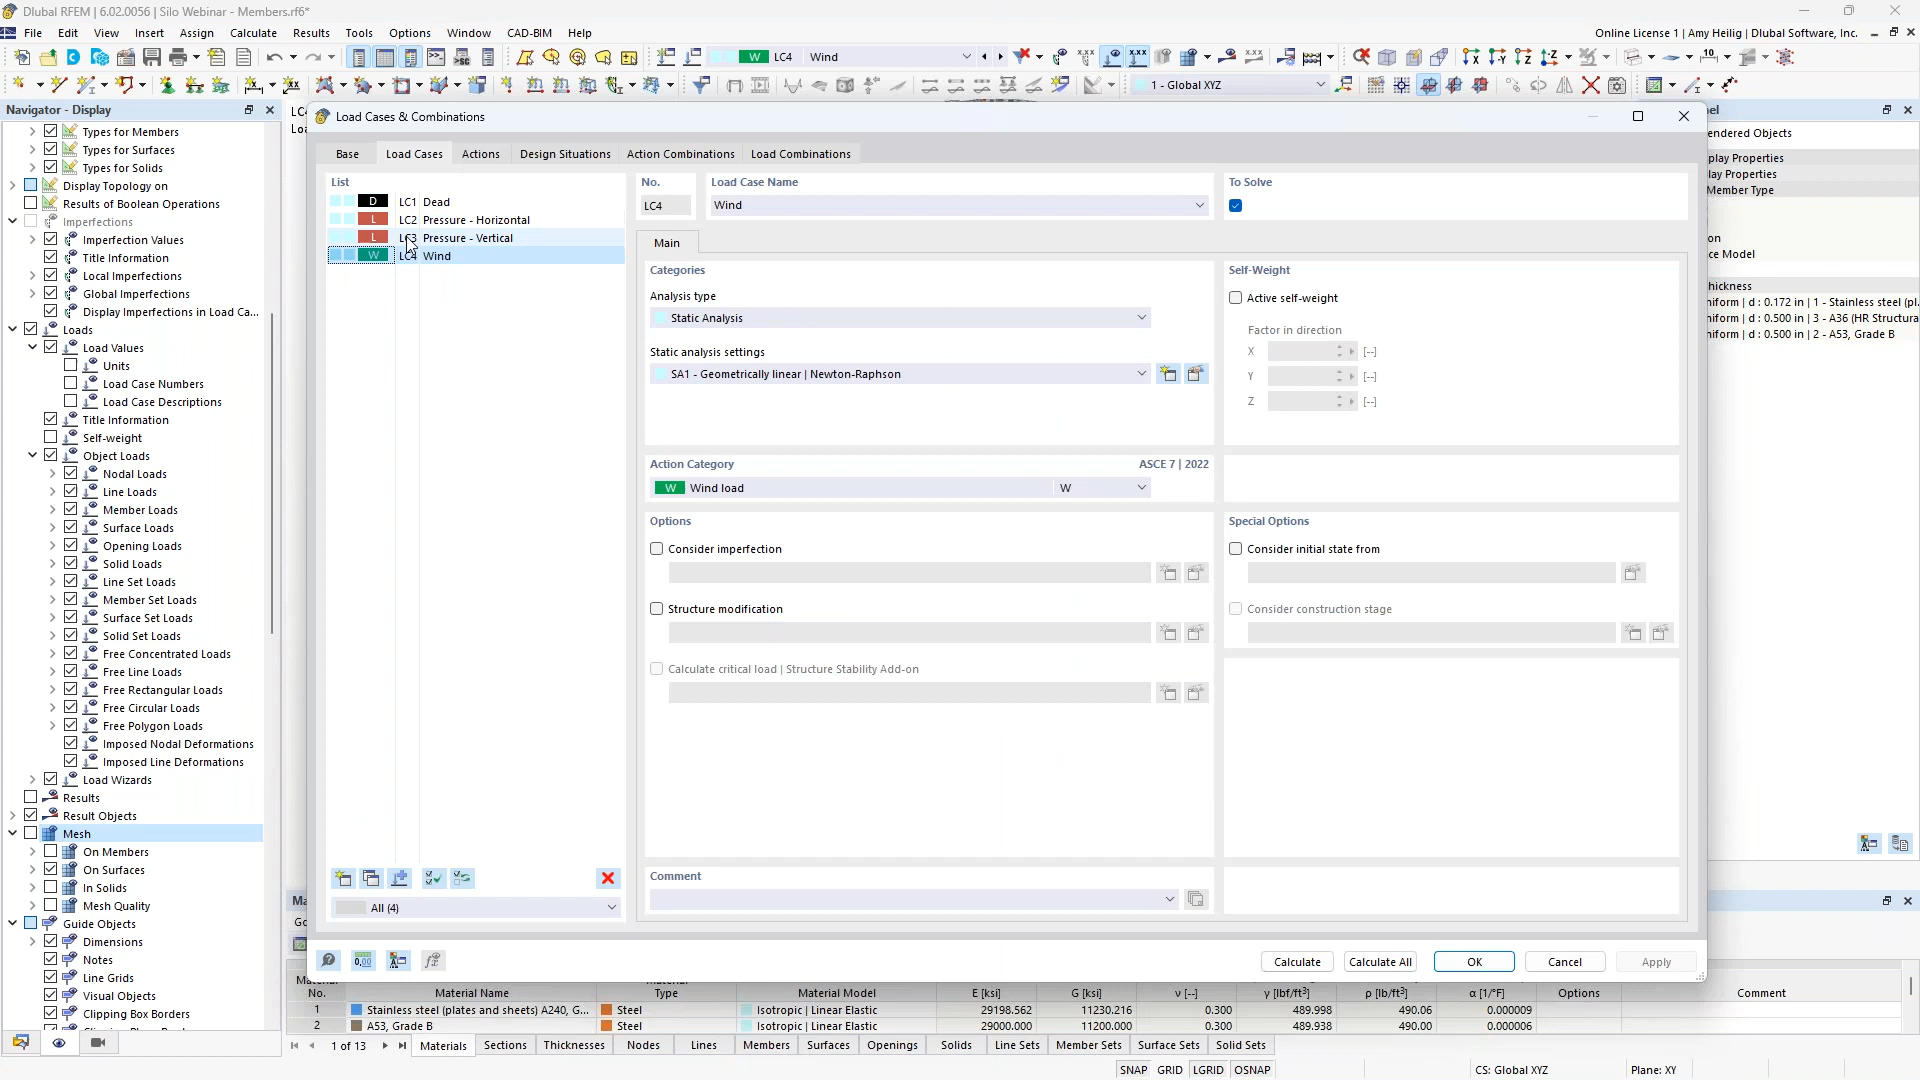 Dlubal RFEM | 6.02.0056 | Silo Webinar - Members.rf6*
File Edit View Insert Assign Calculate Results Tools Options Window CAD-BIM Help
Online License 1 | Amy Heilig | Dlubal Software, Inc.
W LC4 Wind
1 - Global XYZ
Navigator - Display
Types for Members
Types for Surfaces
Types for Solids
Display Topology on
Results of Boolean Operations
Imperfections
Imperfection Values
Title Information
Local Imperfections
Global Imperfections
Display Imperfections in Load Ca...
Loads
Load Values
Units
Load Case Numbers
Load Case Descriptions
Title Information
Self-weight
Object Loads
Nodal Loads
Line Loads
Member Loads
Surface Loads
Opening Loads
Solid Loads
Line Set Loads
Member Set Loads
Surface Set Loads
Solid Set Loads
Free Concentrated Loads
Free Line Loads
Free Rectangular Loads
Free Circular Loads
Free Polygon Loads
Imposed Nodal Deformations
Imposed Line Deformations
Load Wizards
Results
Result Objects
Mesh
On Members
On Surfaces
In Solids
Mesh Quality
Guide Objects
Dimensions
Notes
Line Grids
Visual Objects
Clipping Box Borders
Load Cases & Combinations
Base Load Cases Actions Design Situations Action Combinations Load Combinations
List
D LC1 Dead
L LC2 Pressure - Horizontal
L LC3 Pressure - Vertical
W LC4 Wind
All (4)
No.
LC4
Load Case Name
Wind
To Solve
Main
Categories
Analysis type
Static Analysis
Static analysis settings
SA1 - Geometrically linear | Newton-Raphson
Action Category ASCE 7 | 2022
W Wind load W
Options
Consider imperfection
Structure modification
Calculate critical load | Structure Stability Add-on
Comment
Self-Weight
Active self-weight
Factor in direction
X [--]
Y [--]
Z [--]
Special Options
Consider initial state from
Consider construction stage
Calculate Calculate All OK Cancel Apply
endered Objects
play Properties
lay Properties
Member Type
on
ce Model
hickness
niform | d : 0.172 in | 1 - Stainless steel (pl.
niform | d : 0.500 in | 3 - A36 (HR Structura
niform | d : 0.500 in | 2 - A53, Grade B
No. Material Name Type Material Model E [ksi] G [ksi] ν [--] γ [lbf/ft³] ρ [lb/ft³] α [1/°F] Options Comment
1 Stainless steel (plates and sheets) A240, G... Steel Isotropic | Linear Elastic 29198.562 11230.216 0.300 489.998 490.06 0.000009
2 A53, Grade B Steel Isotropic | Linear Elastic 29000.000 11200.000 0.300 489.938 490.00 0.000006
1 of 13 Materials Sections Thicknesses Nodes Lines Members Surfaces Openings Solids Line Sets Member Sets Surface Sets Solid Sets
SNAP GRID LGRID OSNAP CS: Global XYZ Plane: XY